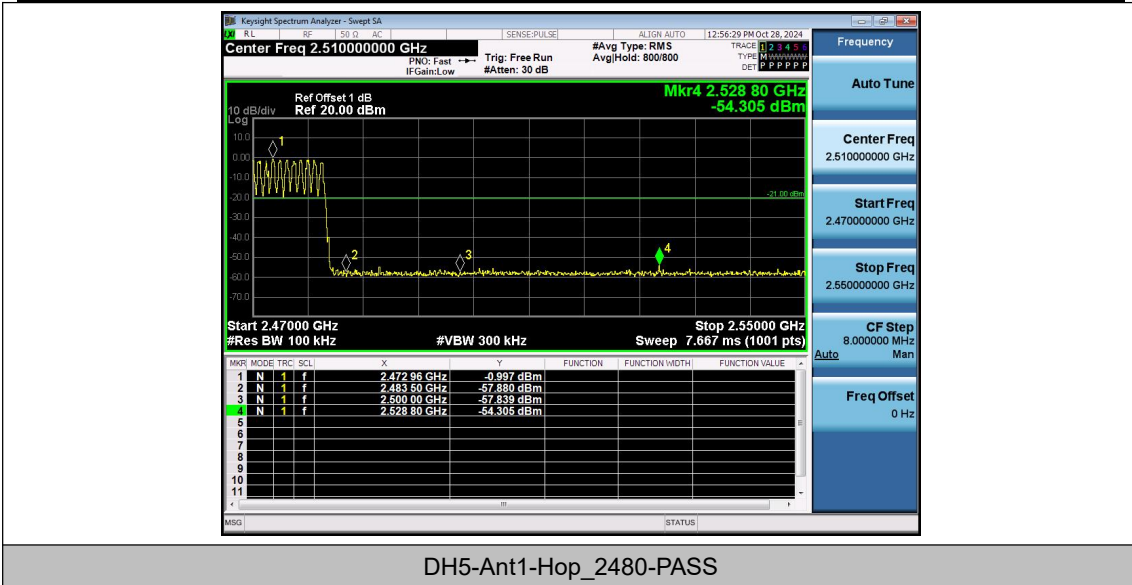 Keysight Spectrum Analyzer - Swept SA
LXI RL RF 50 Ω AC SENSE:PULSE ALIGN AUTO 12:56:29 PM Oct 28, 2024
Center Freq 2.510000000 GHz
PNO: Fast
IFGain:Low
Trig: Free Run
#Atten: 30 dB
#Avg Type: RMS
Avg|Hold: 800/800
TRACE 1 2 3 4 5 6
TYPE M WWWWW
DET P P P P P P
Mkr4 2.528 80 GHz
-54.305 dBm
Ref Offset 1 dB
10 dB/div Ref 20.00 dBm
Log
10.0
0.00
-10.0
-20.0
-30.0
-40.0
-50.0
-60.0
-70.0
1
2
3
4
-21.00 dBm
Start 2.47000 GHz Stop 2.55000 GHz
#Res BW 100 kHz #VBW 300 kHz Sweep 7.667 ms (1001 pts)
MKR MODE TRC SCL X Y FUNCTION FUNCTION WIDTH FUNCTION VALUE
1 N 1 f 2.472 96 GHz -0.997 dBm
2 N 1 f 2.483 50 GHz -57.880 dBm
3 N 1 f 2.500 00 GHz -57.839 dBm
4 N 1 f 2.528 80 GHz -54.305 dBm
5
6
7
8
9
10
11
MSG STATUS
Frequency
Auto Tune
Center Freq
2.510000000 GHz
Start Freq
2.470000000 GHz
Stop Freq
2.550000000 GHz
CF Step
8.000000 MHz
Auto Man
Freq Offset
0 Hz
DH5-Ant1-Hop_2480-PASS